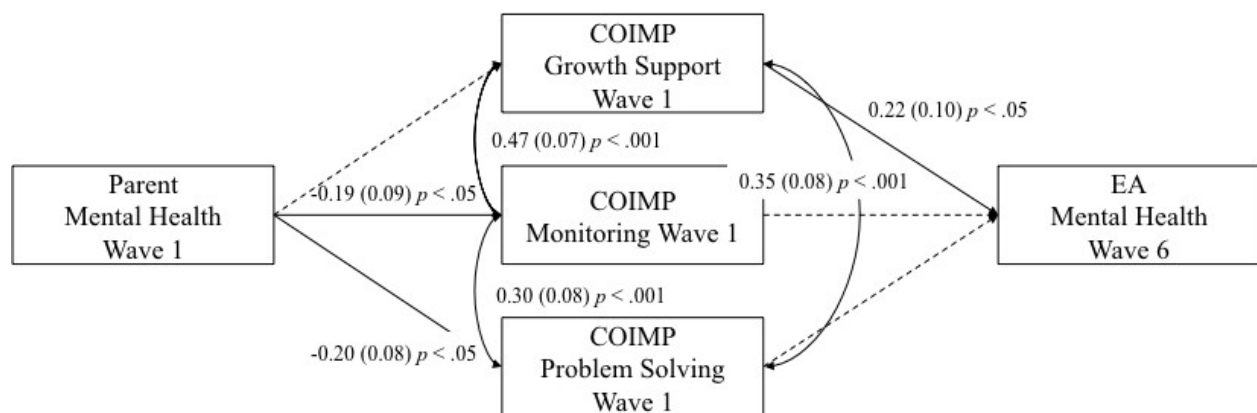 COIMP
Growth Support
Wave 1
0.22 (0.10) p < .05
0.47 (0.07) p < .001
Parent
Mental Health
Wave 1
-0.19 (0.09) p < .05
COIMP
Monitoring Wave 1
0.35 (0.08) p < .001
EA
Mental Health
Wave 6
0.30 (0.08) p < .001
-0.20 (0.08) p < .05
COIMP
Problem Solving
Wave 1